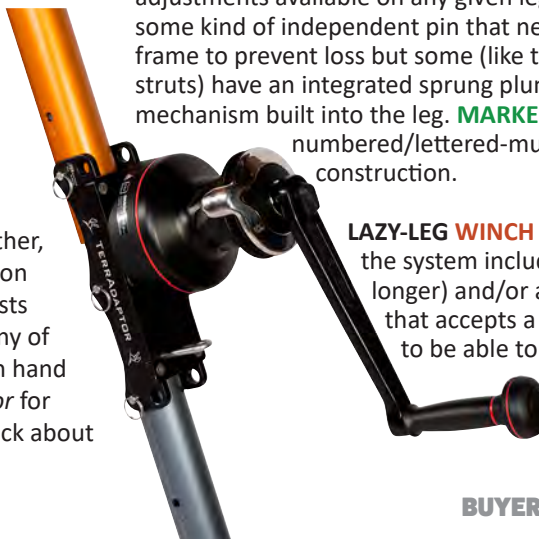 adjustments available on any given leg
some kind of independent pin that ne
frame to prevent loss but some (like t
struts) have an integrated sprung plun
mechanism built into the leg. MARKE
numbered/lettered-mu
construction.
LAZY-LEG WINCH
the system inclu
longer) and/or a
that accepts a
to be able to
ther,
on
sts
ny of
n hand
or for
ck about
TERRADAPTOR
BUYER